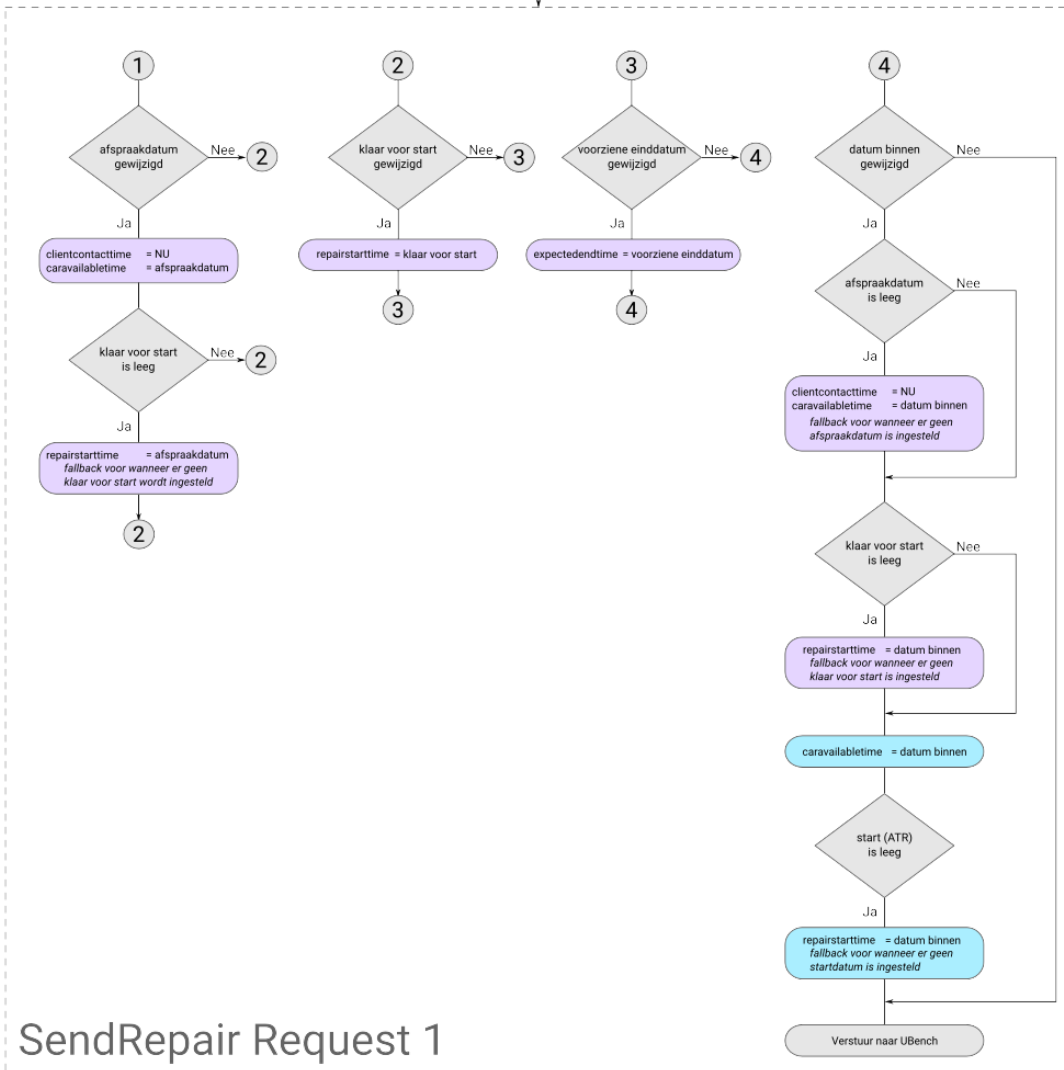 1
afspraakdatum
gewijzigd
Nee
2
Ja
clientcontacttime = NU
caravailabletime = afspraakdatum
klaar voor start
is leeg
Nee
2
Ja
repairstarttime = afspraakdatum
fallback voor wanneer er geen
klaar voor start wordt ingesteld
2
2
klaar voor start
gewijzigd
Nee
3
Ja
repairstarttime = klaar voor start
3
3
voorziene einddatum
gewijzigd
Nee
4
Ja
expectedendtime = voorziene einddatum
4
4
datum binnen
gewijzigd
Nee
Ja
afspraakdatum
is leeg
Nee
Ja
clientcontacttime = NU
caravailabletime = datum binnen
fallback voor wanneer er geen
afspraakdatum is ingesteld
klaar voor start
is leeg
Nee
Ja
repairstarttime = datum binnen
fallback voor wanneer er geen
klaar voor start is ingesteld
caravailabletime = datum binnen
start (ATR)
is leeg
Ja
repairstarttime = datum binnen
fallback voor wanneer er geen
startdatum is ingesteld
Verstuur naar UBench
SendRepair Request 1